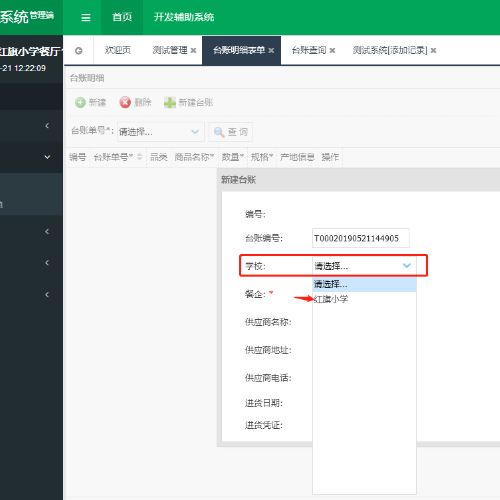 系统 管理端
首页
开发辅助系统
红旗小学餐厅
-21 12:22:09
欢迎页
测试管理
台账明细表单
台账查询
测试系统[添加记录]
台账明细
新建
删除
新建台账
台账单号*:
请选择...
查询
编号
台账单号*
品类
商品名称*
数量*
规格*
产地信息
操作
新建台账
编号:
台账编号:
T00020190521144905
学校:
请选择...
请选择...
红旗小学
餐企: *
供应商名称:
供应商地址:
供应商电话:
进货日期:
进货凭证: